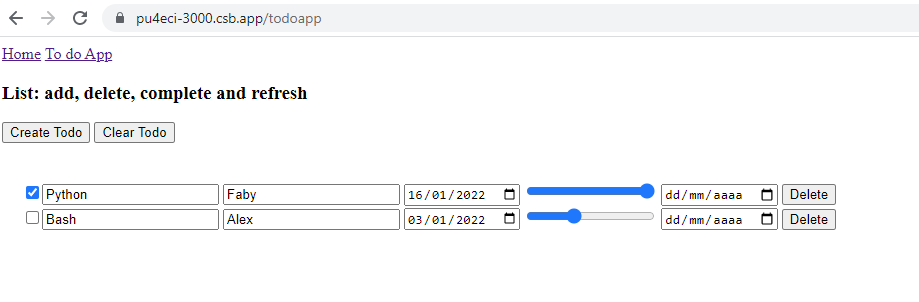 pu4eci-3000.csb.app/todoapp
Home To do App
List: add, delete, complete and refresh
Create Todo Clear Todo
Python Faby 16/01/2022 dd/mm/aaaa Delete
Bash Alex 03/01/2022 dd/mm/aaaa Delete